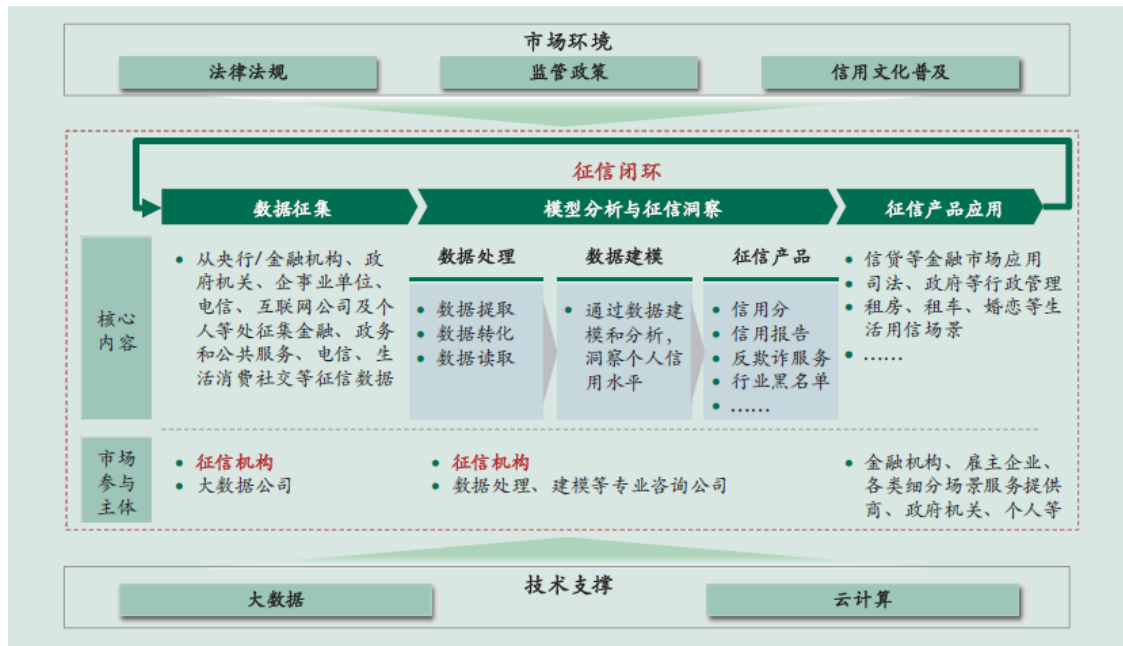 市场环境
法律法规
监管政策
信用文化普及
征信闭环
数据征集
模型分析与征信洞察
征信产品应用
核心
内容
• 从央行/金融机构、政
府机关、企事业单位、
电信、互联网公司及个
人等处征集金融、政务
和公共服务、电信、生
活消费社交等征信数据
数据处理
• 数据提取
• 数据转化
• 数据读取
数据建模
• 通过数据建
模和分析，
洞察个人信
用水平
征信产品
• 信用分
• 信用报告
• 反欺诈服务
• 行业黑名单
• ……
• 信贷等金融市场应用
• 司法、政府等行政管理
• 租房、租车、婚恋等生
活用信场景
• ……
市场
参与
主体
• 征信机构
• 大数据公司
• 征信机构
• 数据处理、建模等专业咨询公司
• 金融机构、雇主企业、
各类细分场景服务提供
商、政府机关、个人等
技术支撑
大数据
云计算